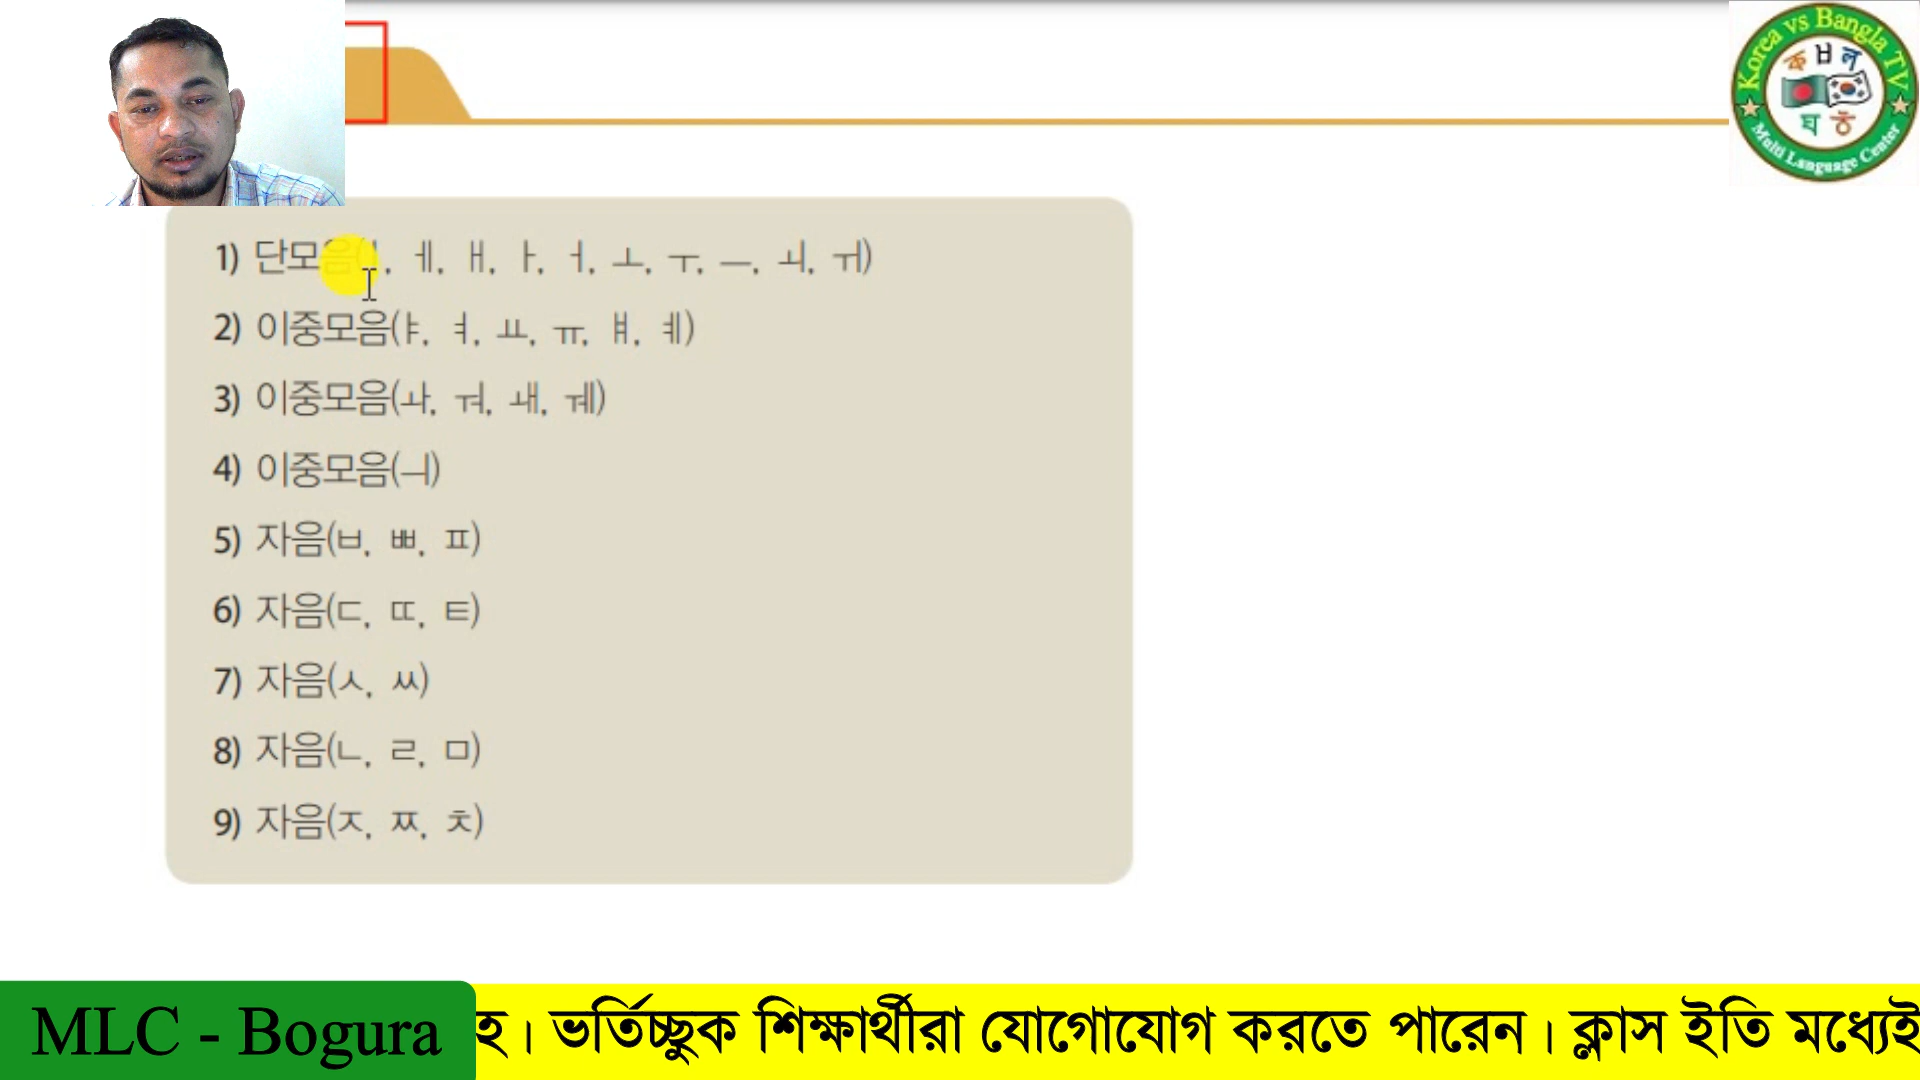 Korea vs Bangla TV
ক ㅂ ল
ঘ ㅎ
Multi Language Center
1) 단모음(ㅣ, ㅔ, ㅐ, ㅏ, ㅓ, ㅗ, ㅜ, ㅡ, ㅚ, ㅟ)
2) 이중모음(ㅑ, ㅕ, ㅛ, ㅠ, ㅒ, ㅖ)
3) 이중모음(ㅘ, ㅝ, ㅙ, ㅞ)
4) 이중모음(ㅢ)
5) 자음(ㅂ, ㅃ, ㅍ)
6) 자음(ㄷ, ㄸ, ㅌ)
7) 자음(ㅅ, ㅆ)
8) 자음(ㄴ, ㄹ, ㅁ)
9) 자음(ㅈ, ㅉ, ㅊ)
MLC - Bogura হ। ভর্তিচ্ছুক শিক্ষার্থীরা যোগোযোগ করতে পারেন। ক্লাস ইতি মধ্যেই